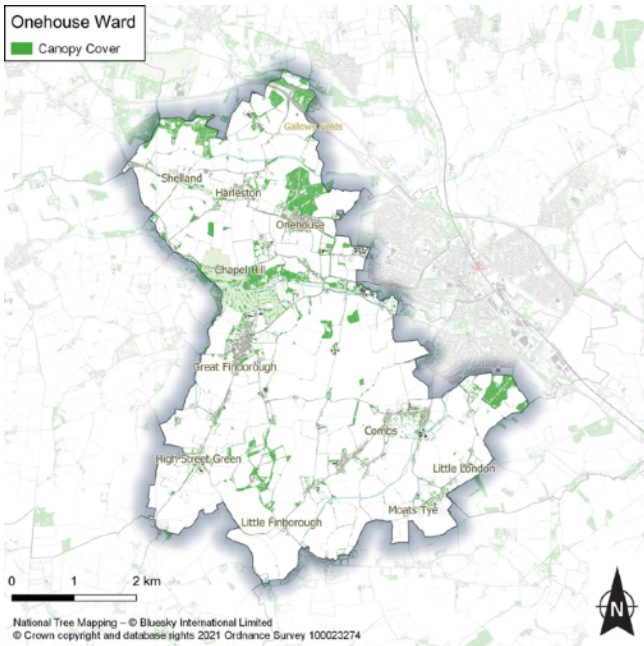 Onehouse Ward
Canopy Cover
Gallows Fields
Shelland
Harleston
Onehouse
Chapel Hill
Great Finborough
Combs
High Street Green
Little London
Moats Tye
Little Finborough
0 1 2 km
N
National Tree Mapping – © Bluesky International Limited
© Crown copyright and database rights 2021 Ordnance Survey 100023274